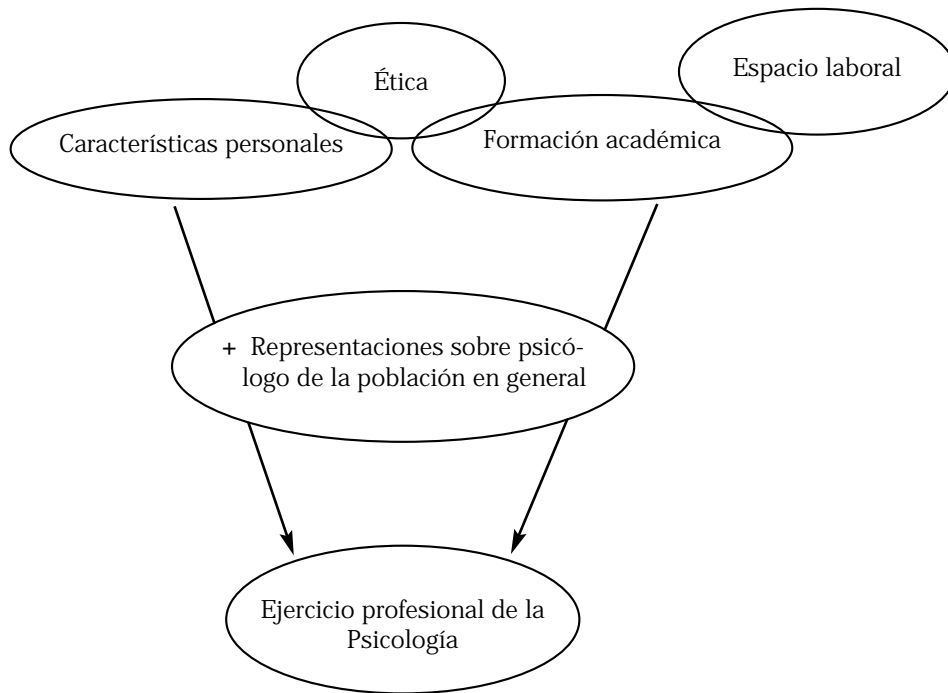 Ética
Espacio laboral
Característícas personales
Formación académica
+ Representaciones sobre psicó-
logo de la población en general
Ejercicio profesional de la
Psicología